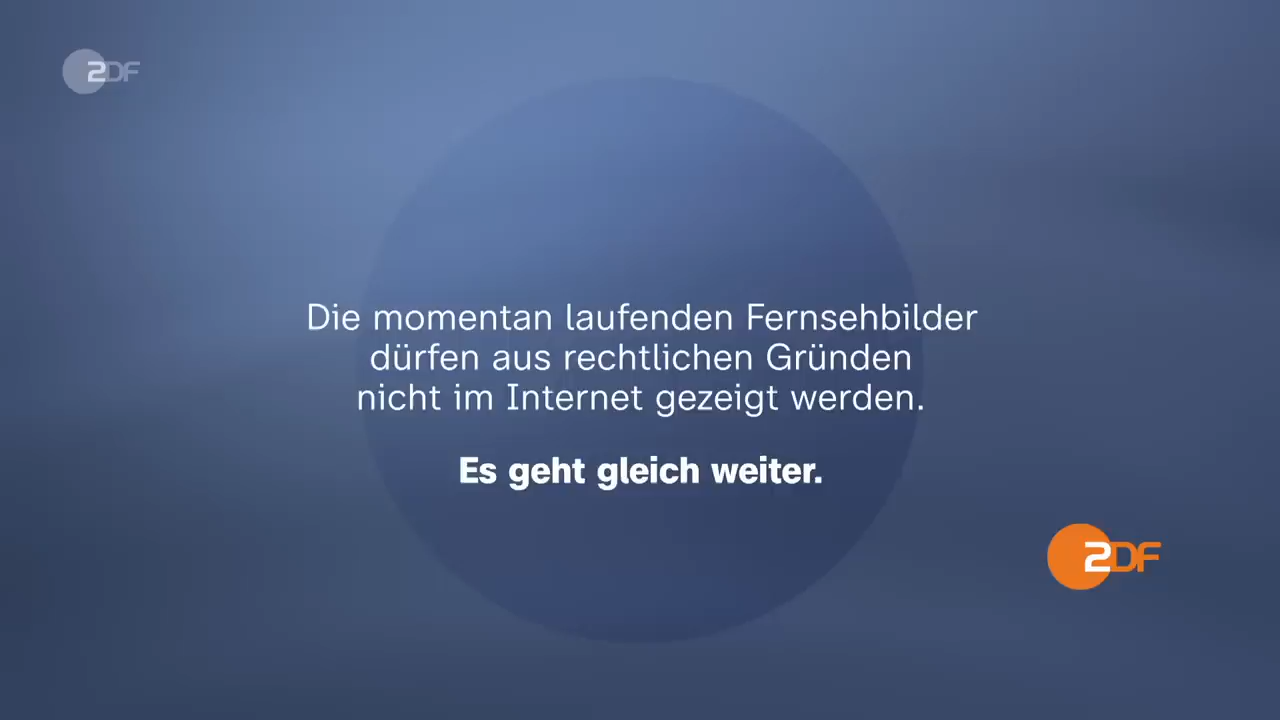 ZDF
Die momentan laufenden Fernsehbilder
dürfen aus rechtlichen Gründen
nicht im Internet gezeigt werden.
Es geht gleich weiter.
ZDF